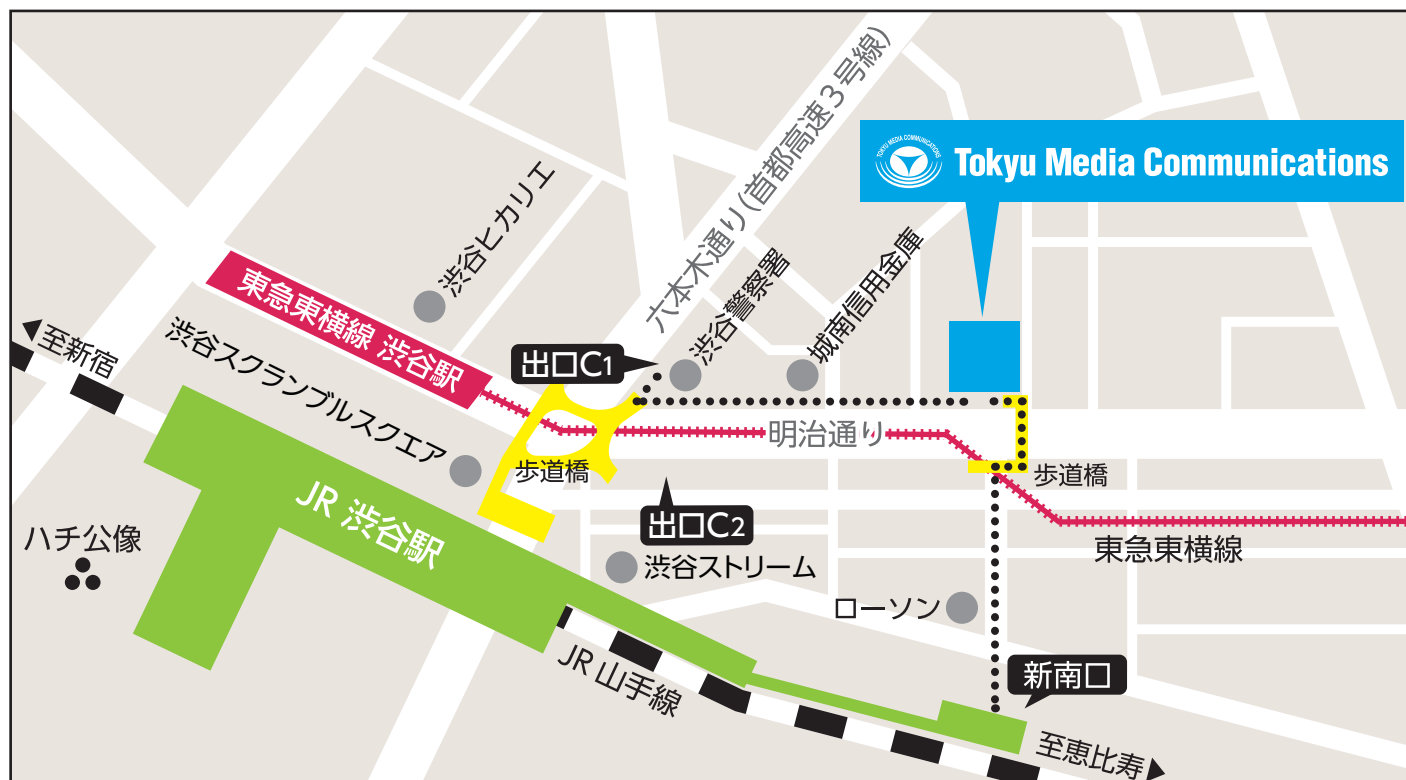 六本木通り(首都高速3号線)
TOKYU MEDIA COMMUNICATIONS
Tokyu Media Communications
渋谷ヒカリエ
渋谷警察署
城南信用金庫
東急東横線 渋谷駅
至新宿
渋谷スクランブルスクエア
出口C1
明治通り
歩道橋
歩道橋
JR 渋谷駅
出口C2
ハチ公像
渋谷ストリーム
東急東横線
ローソン
JR 山手線
新南口
至恵比寿